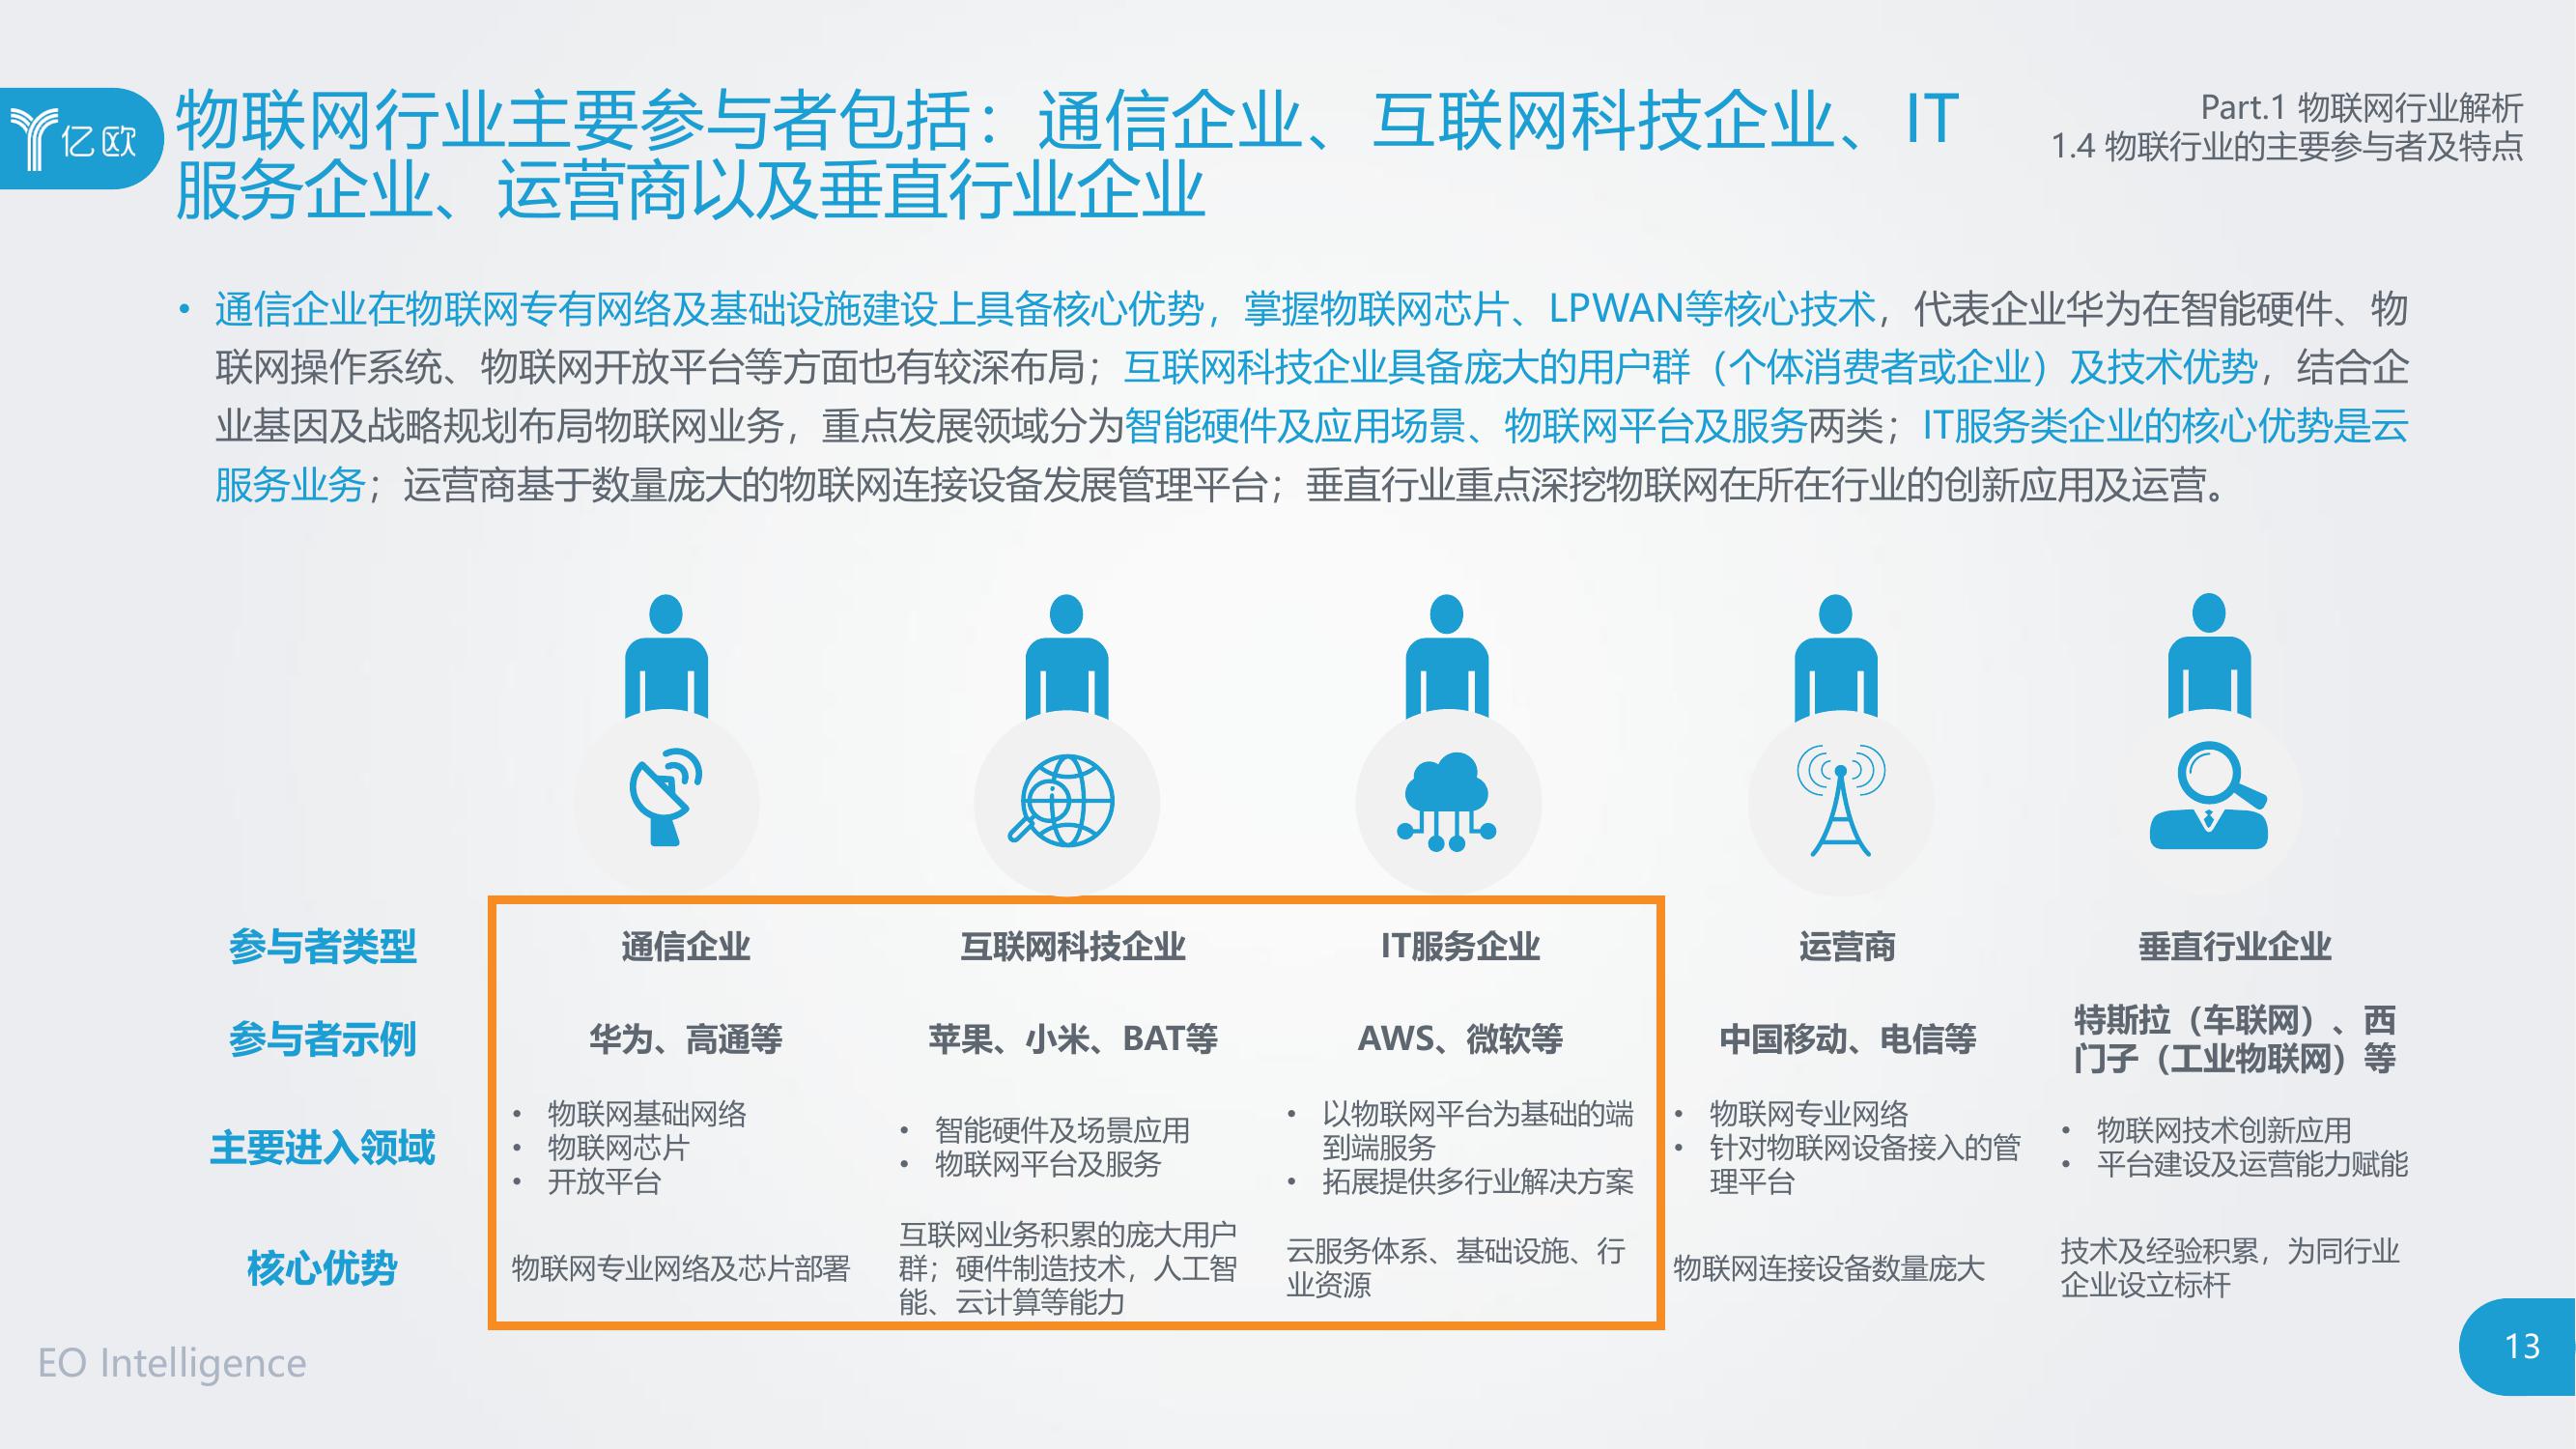 亿欧
物联网行业主要参与者包括：通信企业、互联网科技企业、IT
服务企业、运营商以及垂直行业企业
Part.1 物联网行业解析
1.4 物联行业的主要参与者及特点
• 通信企业在物联网专有网络及基础设施建设上具备核心优势，掌握物联网芯片、LPWAN等核心技术，代表企业华为在智能硬件、物
联网操作系统、物联网开放平台等方面也有较深布局；互联网科技企业具备庞大的用户群（个体消费者或企业）及技术优势，结合企
业基因及战略规划布局物联网业务，重点发展领域分为智能硬件及应用场景、物联网平台及服务两类；IT服务类企业的核心优势是云
服务业务；运营商基于数量庞大的物联网连接设备发展管理平台；垂直行业重点深挖物联网在所在行业的创新应用及运营。
参与者类型
通信企业
互联网科技企业
IT服务企业
运营商
垂直行业企业
参与者示例
华为、高通等
苹果、小米、BAT等
AWS、微软等
中国移动、电信等
特斯拉（车联网）、西
门子（工业物联网）等
主要进入领域
• 物联网基础网络
• 物联网芯片
• 开放平台
• 智能硬件及场景应用
• 物联网平台及服务
• 以物联网平台为基础的端
到端服务
• 拓展提供多行业解决方案
• 物联网专业网络
• 针对物联网设备接入的管
理平台
• 物联网技术创新应用
• 平台建设及运营能力赋能
核心优势
物联网专业网络及芯片部署
互联网业务积累的庞大用户
群；硬件制造技术，人工智
能、云计算等能力
云服务体系、基础设施、行
业资源
物联网连接设备数量庞大
技术及经验积累，为同行业
企业设立标杆
EO Intelligence
13